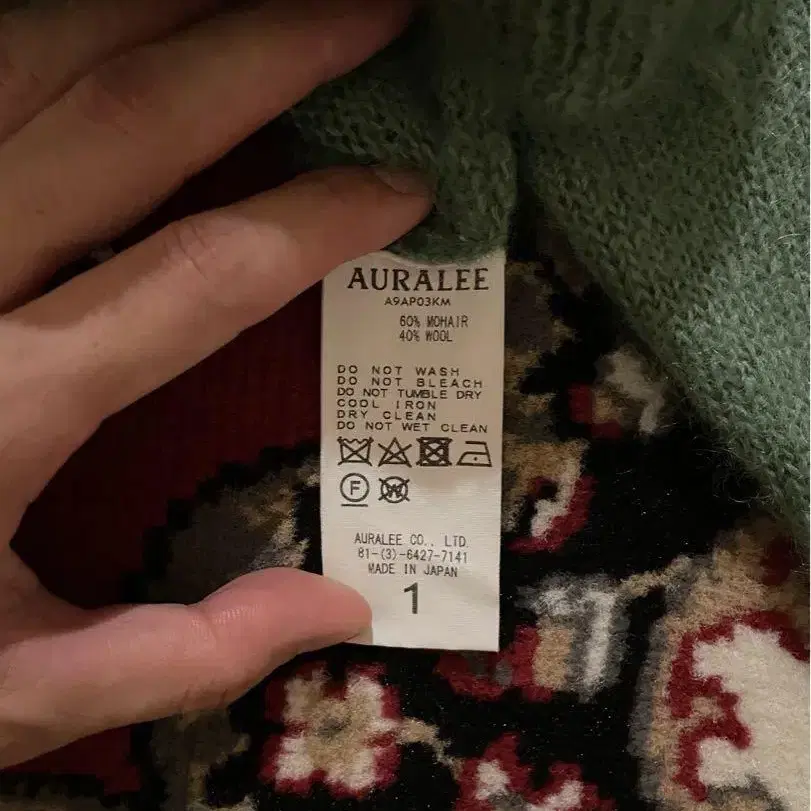 AURALEE
A9AP03KM
60% MOHAIR
40% WOOL
DO NOT WASH
DO NOT BLEACH
DO NOT TUMBLE DRY
COOL IRON
DRY CLEAN
DO NOT WET CLEAN
F W
AURALEE CO., LTD.
81-(3)-6427-7141
MADE IN JAPAN
1